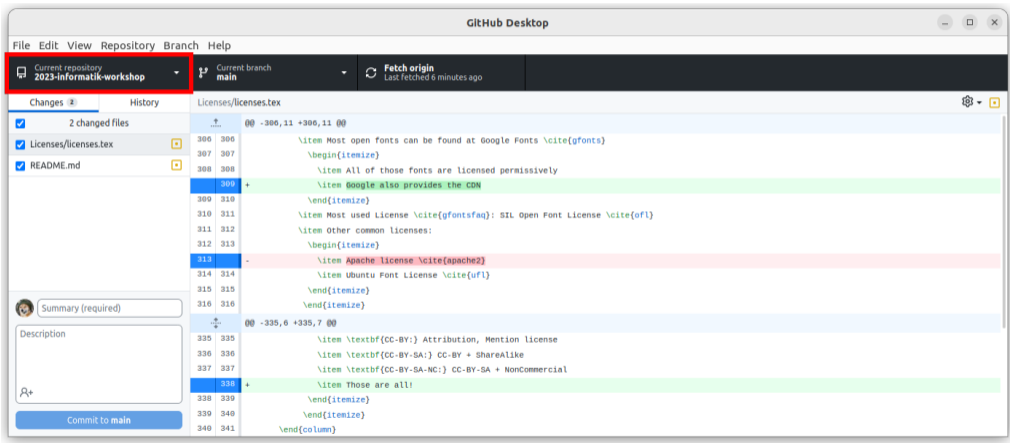 GitHub Desktop
File Edit View Repository Branch Help
Current repository
2023-informatik-workshop
Current branch
main
Fetch origin
Last fetched 6 minutes ago
Changes 2 History
Licenses/licenses.tex
2 changed files
Licenses/licenses.tex
README.md
@@ -306,11 +306,11 @@
306 306 \item Most open fonts can be found at Google Fonts \cite{gfonts}
307 307 \begin{itemize}
308 308 \item All of those fonts are licensed permissively
309 + \item Google also provides the CDN
309 310 \end{itemize}
310 311 \item Most used License \cite{gfontsfaq}: SIL Open Font License \cite{ofl}
311 312 \item Other common licenses:
312 313 \begin{itemize}
313 - \item Apache license \cite{apache2}
314 314 \item Ubuntu Font License \cite{ufl}
315 315 \end{itemize}
316 316 \end{itemize}
@@ -335,6 +335,7 @@
335 335 \item \textbf{CC-BY:} Attribution, Mention license
336 336 \item \textbf{CC-BY-SA:} CC-BY + ShareAlike
337 337 \item \textbf{CC-BY-SA-NC:} CC-BY-SA + NonCommercial
338 + \item Those are all!
338 339 \end{itemize}
339 340 \end{itemize}
340 341 \end{column}
Summary (required)
Description
Commit to main